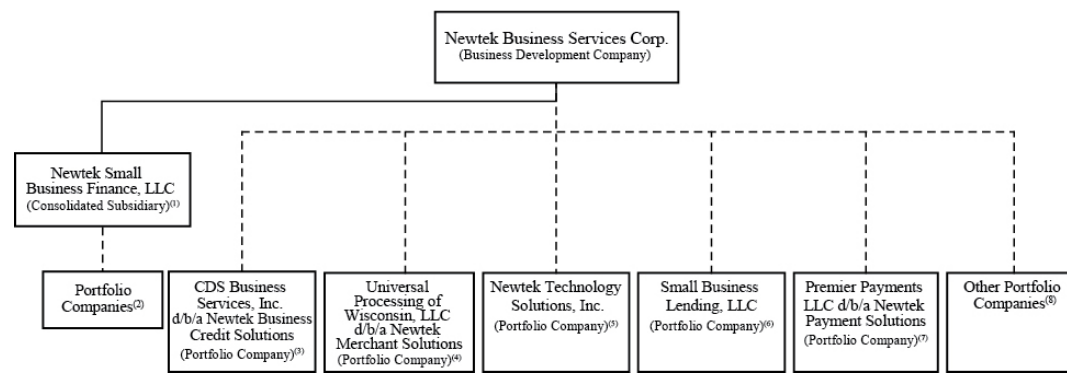 Newtek Business Services Corp.
(Business Development Company)
Newtek Small
Business Finance, LLC
(Consolidated Subsidiary)(1)
Portfolio
Companies(2)
CDS Business
Services, Inc.
d/b/a Newtek Business
Credit Solutions
(Portfolio Company)(3)
Universal
Processing of
Wisconsin, LLC
d/b/a Newtek
Merchant Solutions
(Portfolio Company)(4)
Newtek Technology
Solutions, Inc.
(Portfolio Company)(5)
Small Business
Lending, LLC
(Portfolio Company)(6)
Premier Payments
LLC d/b/a Newtek
Payment Solutions
(Portfolio Company)(7)
Other Portfolio
Companies(8)